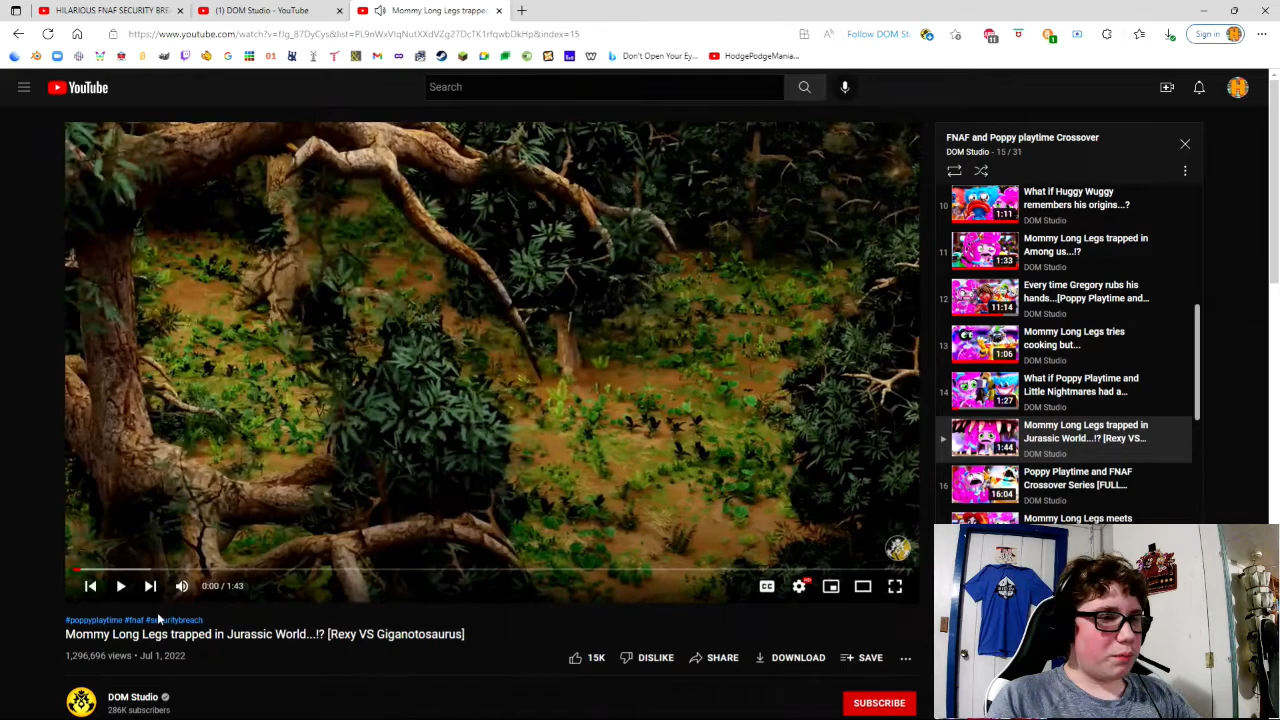 HILARIOUS FNAF SECURITY BRE
(1) DOM Studio - YouTube
Mommy Long Legs trapped
https://www.youtube.com/watch?v=fJg_87DyCys&list=PL9nWxVIqNutXXdVZg27DcTK1rfqwbDkHp&index=15
Follow DOM St.
Sign in
Don't Open Your Ey...
HodgePodgeMania...
YouTube
Search
FNAF and Poppy playtime Crossover
DOM Studio - 15 / 31
10
What if Huggy Wuggy
remembers his origins...?
1:11
DOM Studio
11
Mommy Long Legs trapped in
Among us...!?
1:33
DOM Studio
12
Every time Gregory rubs his
hands...[Poppy Playtime and...
11:14
DOM Studio
13
Mommy Long Legs tries
cooking but...
1:06
DOM Studio
14
What if Poppy Playtime and
Little Nightmares had a...
1:27
DOM Studio
Mommy Long Legs trapped in
Jurassic World...!? [Rexy VS...
1:44
DOM Studio
16
Poppy Playtime and FNAF
Crossover Series [FULL...
16:04
DOM Studio
Mommy Long Legs meets
0:00 / 1:43
CC
HD
#poppyplaytime #fnaf #securitybreach
Mommy Long Legs trapped in Jurassic World...!? [Rexy VS Giganotosaurus]
1,296,696 views • Jul 1, 2022
15K
DISLIKE
SHARE
DOWNLOAD
SAVE
DOM Studio
286K subscribers
SUBSCRIBE